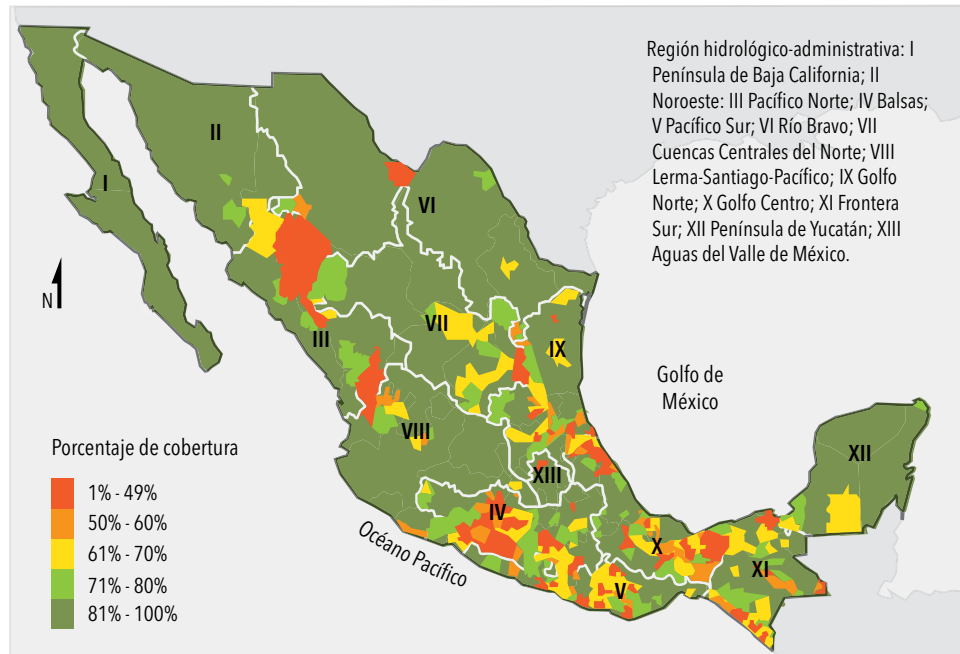 Región hidrológico-administrativa: I
Península de Baja California; II
Noroeste: III Pacífico Norte; IV Balsas;
V Pacífico Sur; VI Río Bravo; VII
Cuencas Centrales del Norte; VIII
Lerma-Santiago-Pacífico; IX Golfo
Norte; X Golfo Centro; XI Frontera
Sur; XII Península de Yucatán; XIII
Aguas del Valle de México.
II
I
VI
N
III
VII
IX
Golfo de
México
VIII
XII
XIII
Porcentaje de cobertura
1% - 49%
50% - 60%
61% - 70%
71% - 80%
81% - 100%
IV
Océano Pacífico
X
XI
V